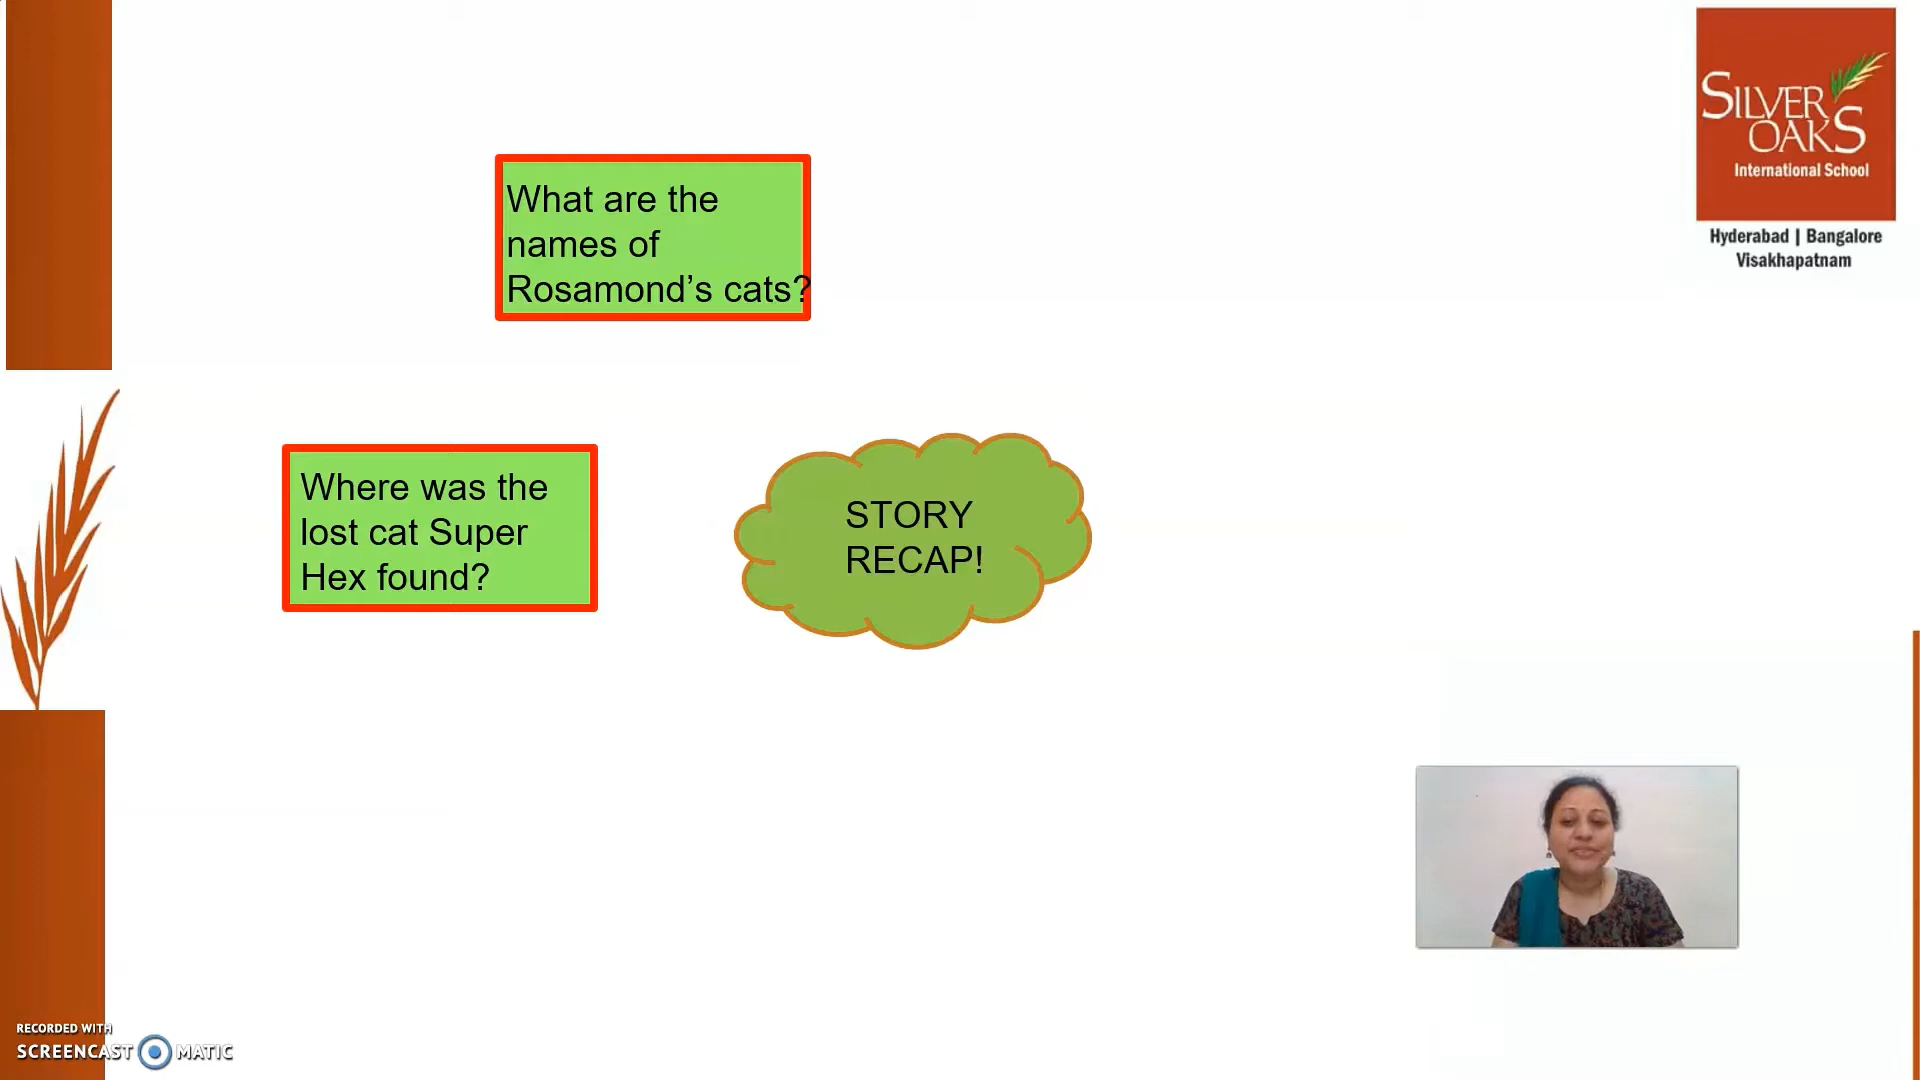 SILVER
OAKS
International School
Hyderabad | Bangalore
Visakhapatnam
What are the
names of
Rosamond’s cats?
Where was the
lost cat Super
Hex found?
STORY
RECAP!
RECORDED WITH
SCREENCAST MATIC